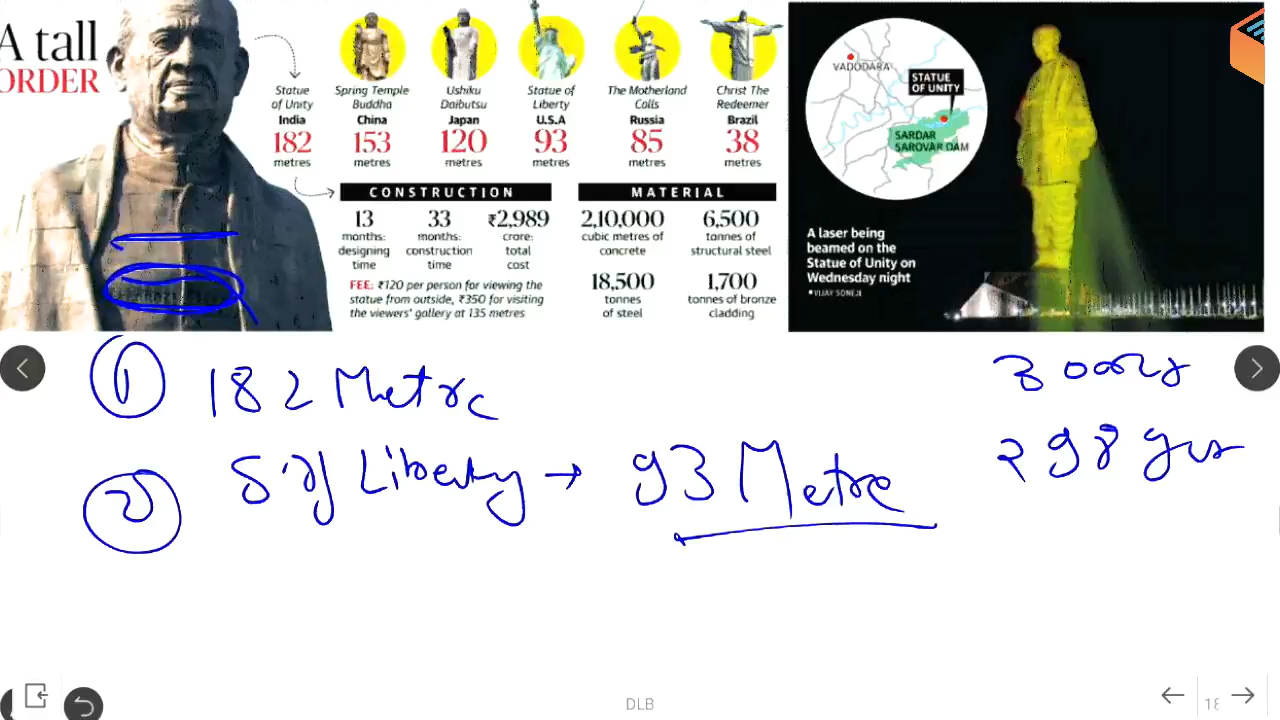 A tall
ORDER
Statue
of Unity
India
182
metres
Spring Temple
Buddha
China
153
metres
Ushiku
Daibutsu
Japan
120
metres
Statue of
Liberty
U.S.A
93
metres
The Motherland
Calls
Russia
85
metres
Christ The
Redeemer
Brazil
38
metres
CONSTRUCTION
13
months:
designing
time
33
months:
construction
time
₹2,989
crore:
total
cost
FEE: ₹120 per person for viewing the
statue from outside, ₹350 for visiting
the viewers' gallery at 135 metres
MATERIAL
2,10,000
cubic metres of
concrete
6,500
tonnes of
structural steel
18,500
tonnes
of steel
1,700
tonnes of bronze
cladding
VADODARA
STATUE
OF UNITY
SARDAR
SAROVAR DAM
A laser being
beamed on the
Statue of Unity on
Wednesday night
• VIJAY SONEJI
1 182 Metre
2 S of Liberty → 93 Metre
DLB
18